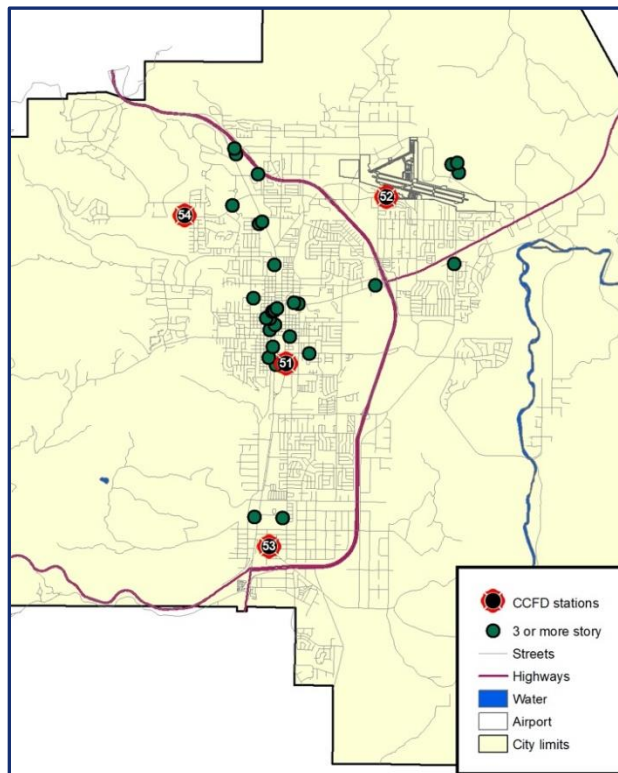 54
52
51
53
CCFD stations
3 or more story
Streets
Highways
Water
Airport
City limits